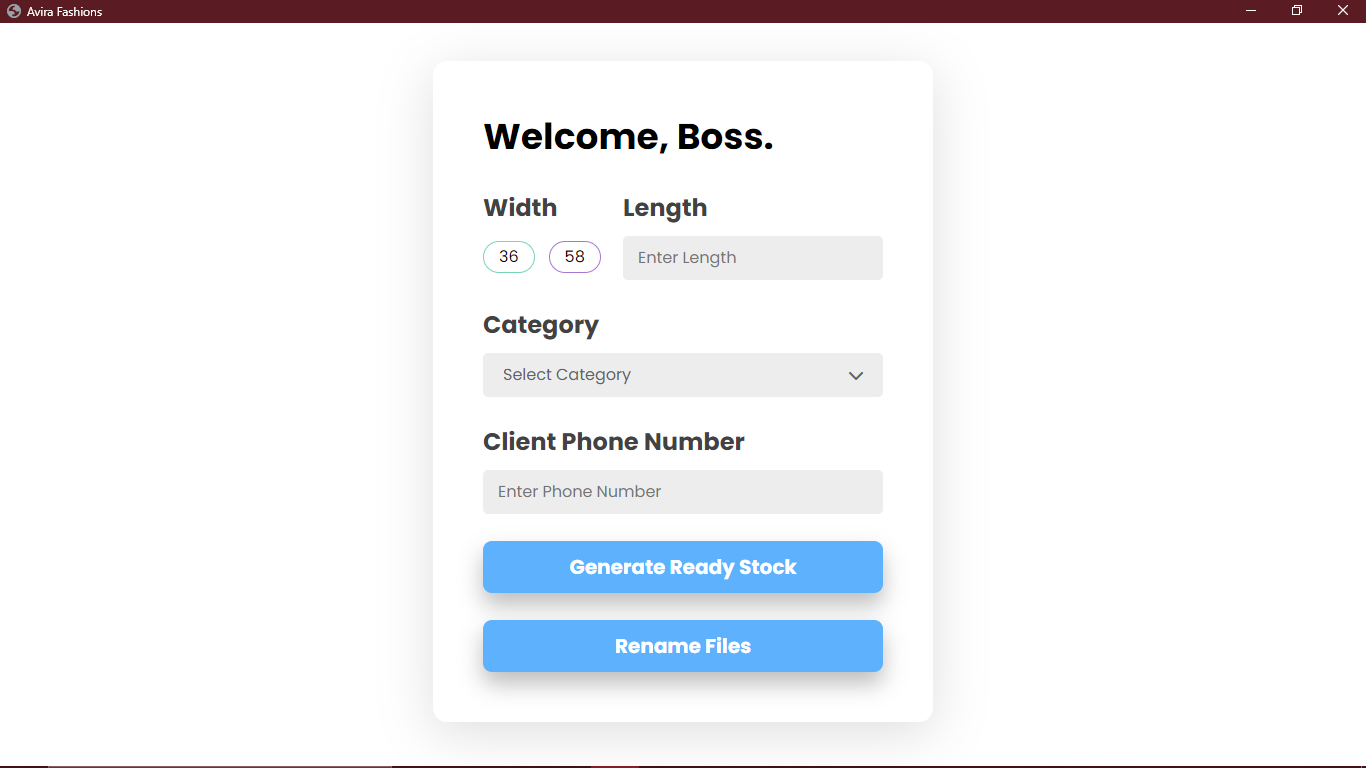 Avira Fashions
Welcome, Boss.
Width Length
36 58 Enter Length
Category
Select Category
Client Phone Number
Enter Phone Number
Generate Ready Stock
Rename Files